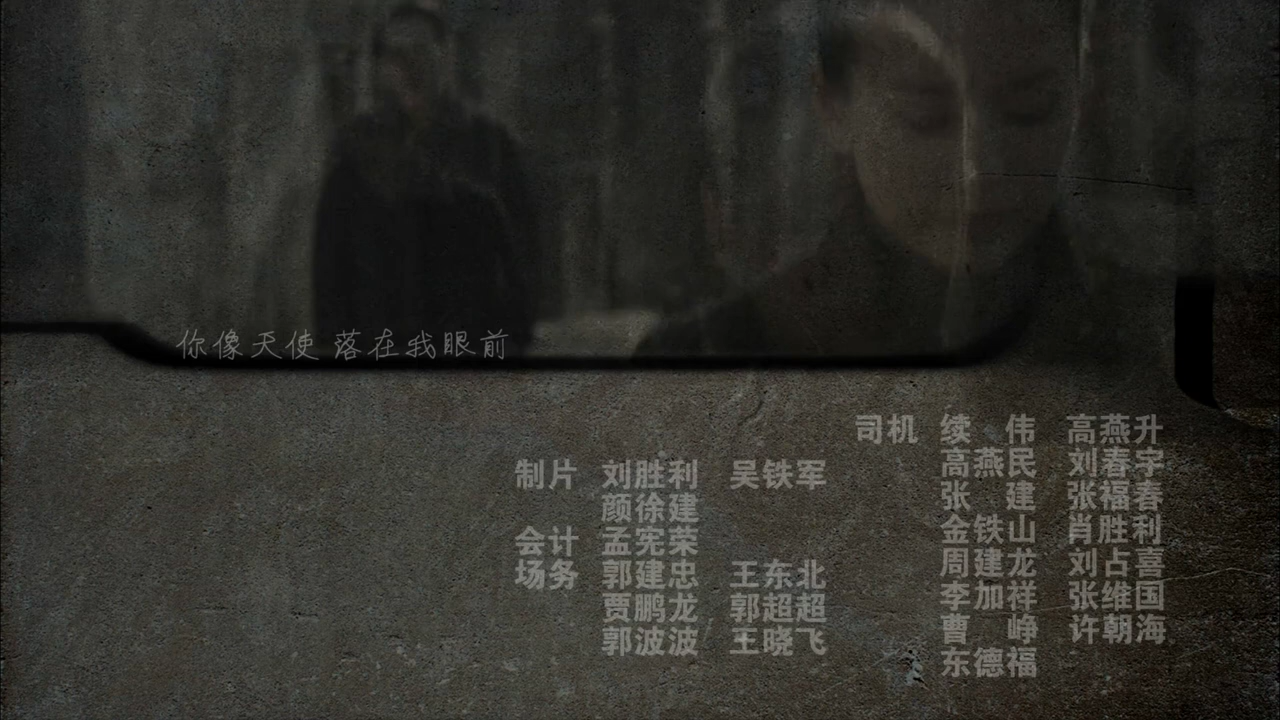 你像天使 落在我眼前
制片 刘胜利 吴铁军
颜徐建
会计 孟宪荣
场务 郭建忠 王东北
贾鹏龙 郭超超
郭波波 王晓飞
司机 续 伟 高燕升
高燕民 刘春宇
张 建 张福春
金铁山 肖胜利
周建龙 刘占喜
李加祥 张维国
曹 峥 许朝海
东德福